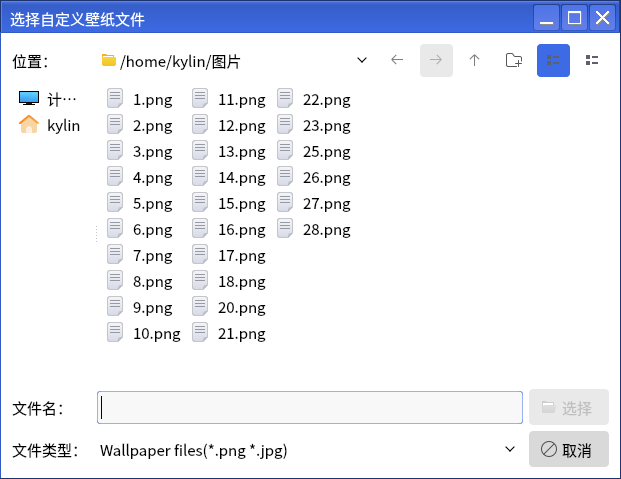 选择自定义壁纸文件
位置： /home/kylin/图片
计…
kylin
1.png 11.png 22.png
2.png 12.png 23.png
3.png 13.png 25.png
4.png 14.png 26.png
5.png 15.png 27.png
6.png 16.png 28.png
7.png 17.png
8.png 18.png
9.png 20.png
10.png 21.png
文件名： 选择
文件类型： Wallpaper files(*.png *.jpg) 取消